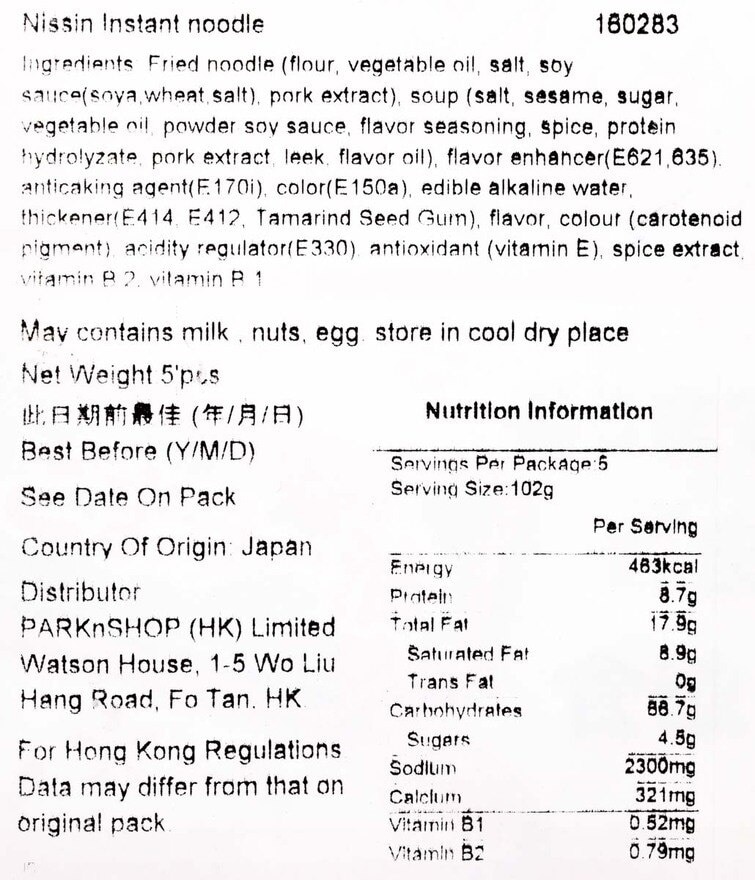 Nissin Instant noodle 160283
Ingredients Fried noodle (flour, vegetable oil, salt, soy
sauce(soya,wheat,salt), pork extract), soup (salt, sesame, sugar,
vegetable oil, powder soy sauce, flavor seasoning, spice, protein
hydrolyzate, pork extract, leek, flavor oil), flavor enhancer(E621,635),
anticaking agent(E170i), color(E150a), edible alkaline water,
thickener(E414, E412, Tamarind Seed Gum), flavor, colour (carotenoid
pigment), acidity regulator(E330), antioxidant (vitamin E), spice extract,
vitamin B 2, vitamin B 1
May contains milk , nuts, egg. store in cool dry place
Net Weight 5'pcs
此日期前最佳 (年/月/日)
Best Before (Y/M/D)
See Date On Pack
Country Of Origin: Japan
Distributor
PARKnSHOP (HK) Limited
Watson House, 1-5 Wo Liu
Hang Road, Fo Tan. HK
For Hong Kong Regulations
Data may differ from that on
original pack.
Nutrition Information
Servings Per Package:5
Serving Size:102g
Per Serving
Energy 463kcal
Protein 8.7g
Total Fat 17.9g
Saturated Fat 8.9g
Trans Fat 0g
Carbohydrates 66.7g
Sugars 4.5g
Sodium 2300mg
Calcium 321mg
Vitamin B1 0.52mg
Vitamin B2 0.79mg